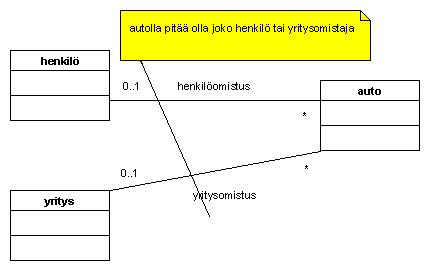 autolla pitää olla joko henkilö tai yritysomistaja
henkilö
0..1
henkilöomistus
auto
*
0..1
*
yritys
yritysomistus